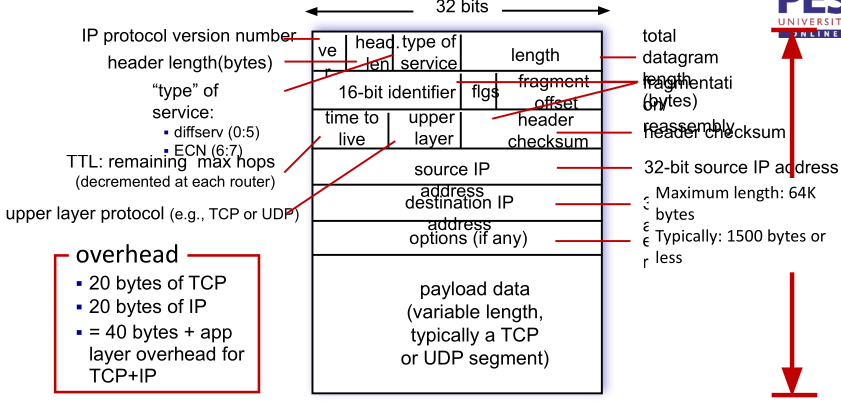 32 bits
PES
UNIVERSITY
ONLINE
IP protocol version number
header length(bytes)
“type” of
service:
diffserv (0:5)
ECN (6:7)
TTL: remaining max hops
(decremented at each router)
upper layer protocol (e.g., TCP or UDP)
overhead
20 bytes of TCP
20 bytes of IP
= 40 bytes + app
layer overhead for
TCP+IP
ve
r
head.
len
type of
service
length
16-bit identifier
flgs
fragment
offset
time to
live
upper
layer
header
checksum
source IP
address
destination IP
address
options (if any)
payload data
(variable length,
typically a TCP
or UDP segment)
total
datagram
length
(bytes)
fragmentati
on/
reassembly
header checksum
32-bit source IP address
Maximum length: 64K
bytes
Typically: 1500 bytes or
less